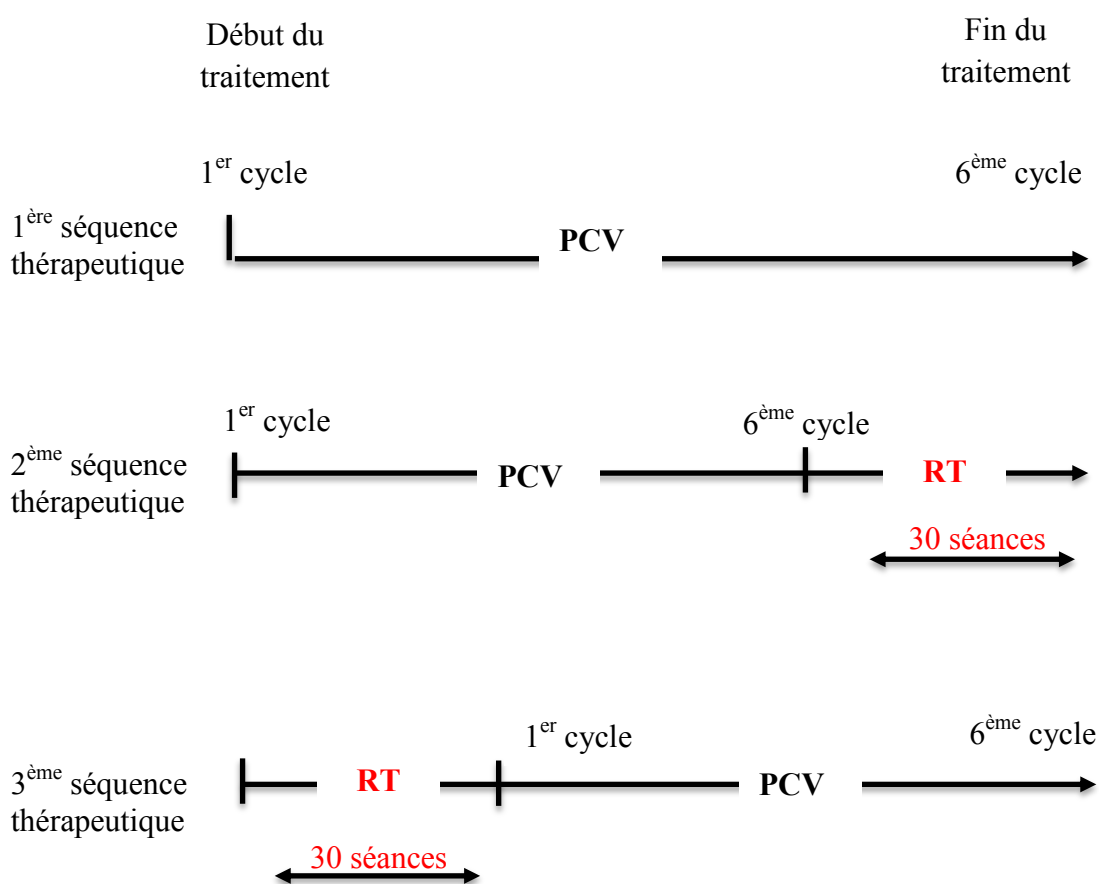 Début du
traitement
Fin du
traitement
1er cycle
6ème cycle
1ère séquence
thérapeutique
PCV
1er cycle
6ème cycle
2ème séquence
thérapeutique
PCV
RT
30 séances
1er cycle
6ème cycle
3ème séquence
thérapeutique
RT
PCV
30 séances